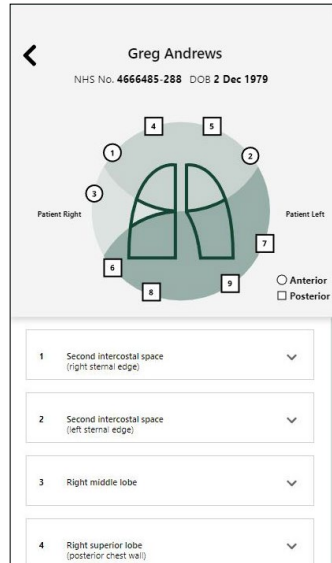 Greg Andrews
NHS No. 4666485-288 DOB 2 Dec 1979
4 5
1 2
3
Patient Right Patient Left
7
6
8 9
Anterior
Posterior
1 Second intercostal space
(right sternal edge)
2 Second intercostal space
(left sternal edge)
3 Right middle lobe
4 Right superior lobe
(posterior chest wall)